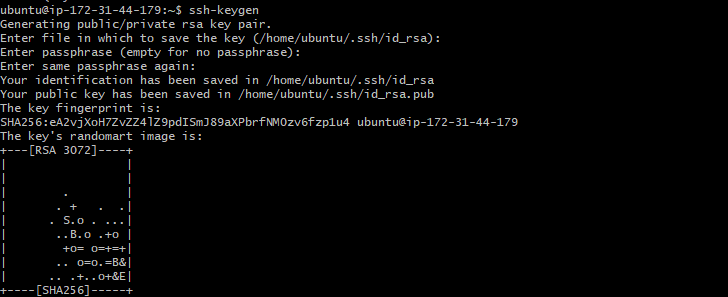 ubuntu@ip-172-31-44-179:~$ ssh-keygen
Generating public/private rsa key pair.
Enter file in which to save the key (/home/ubuntu/.ssh/id_rsa):
Enter passphrase (empty for no passphrase):
Enter same passphrase again:
Your identification has been saved in /home/ubuntu/.ssh/id_rsa
Your public key has been saved in /home/ubuntu/.ssh/id_rsa.pub
The key fingerprint is:
SHA256:eA2vjXoH7ZvZZ4lZ9pdISmJ89aXPbrfNMOzv6fzp1u4 ubuntu@ip-172-31-44-179
The key's randomart image is:
+---[RSA 3072]----+
|                 |
|                 |
|        .        |
|       . +   .  .|
|      . S.o . ...|
|       ..B.o .+o |
|        +o= o=+=+|
|       .. o=o.=B&|
|      .. .+..o+&E|
+----[SHA256]-----+